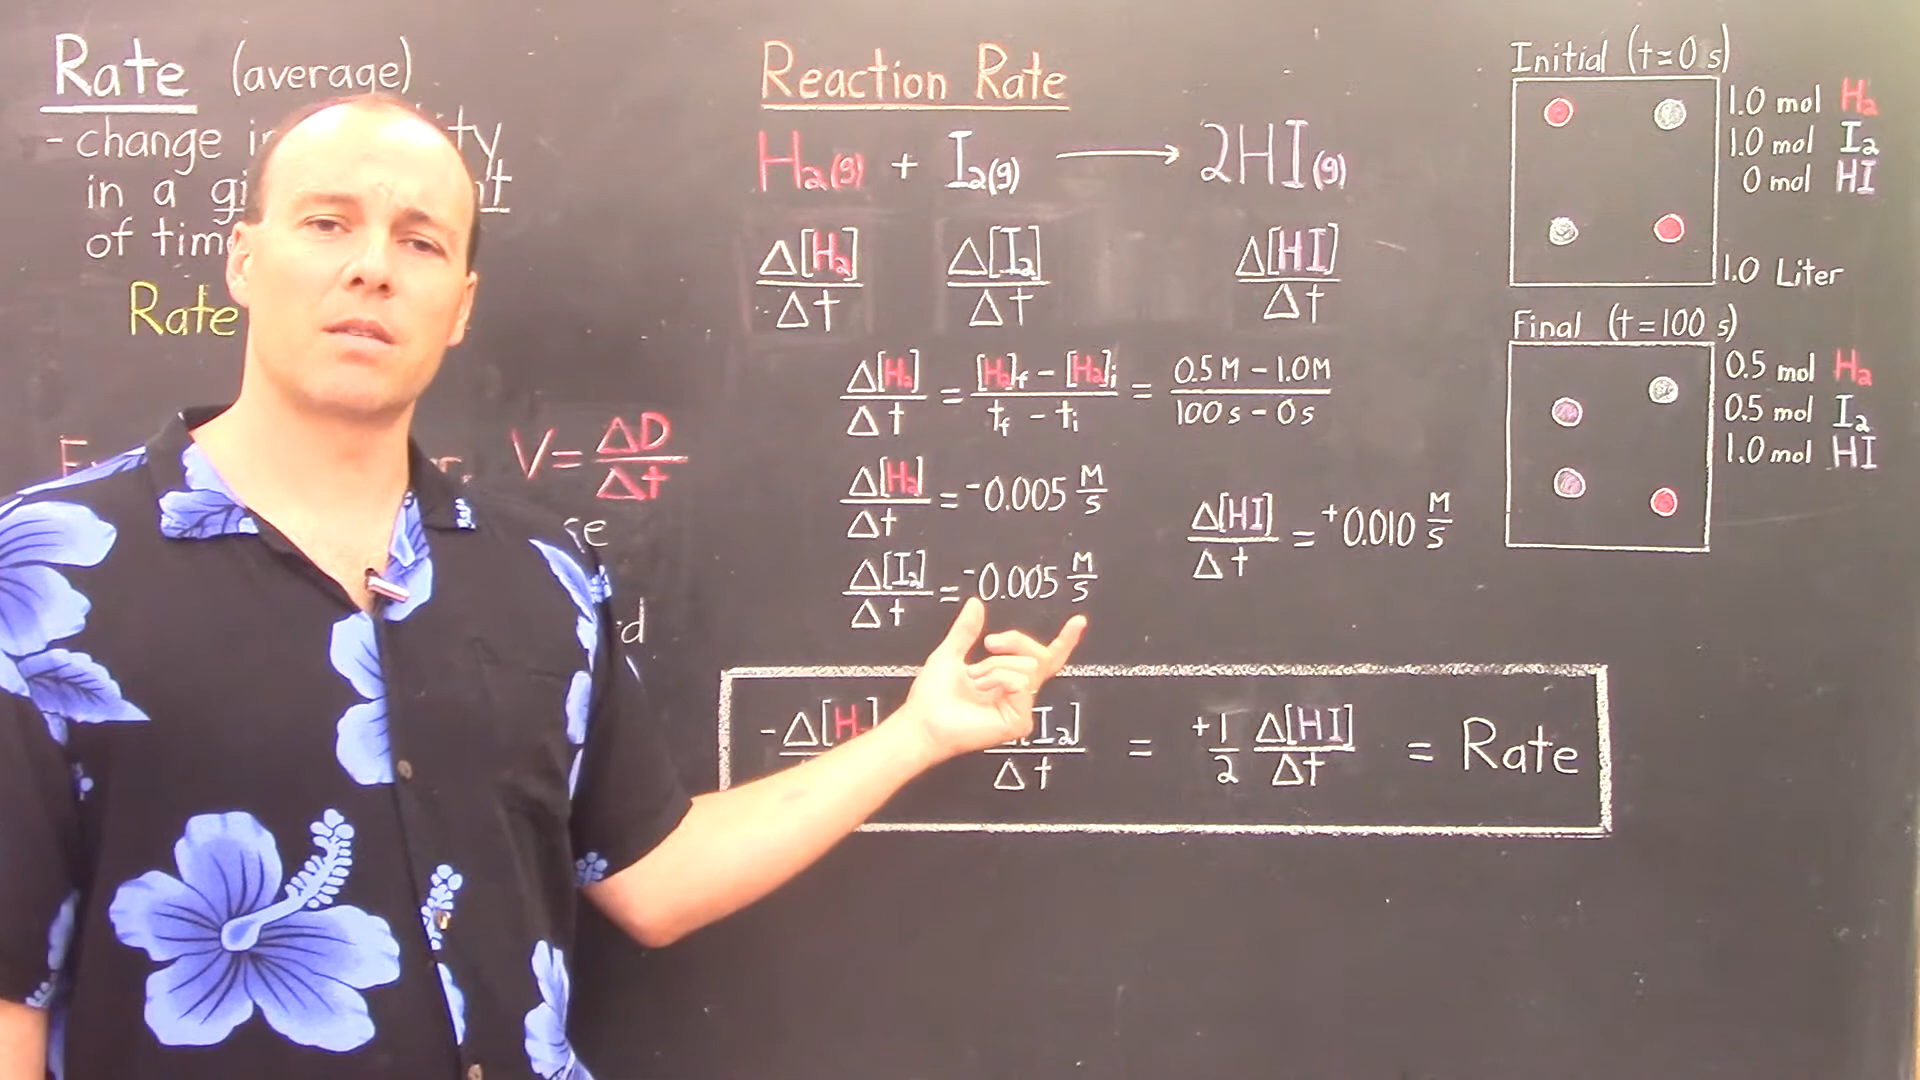 Rate (average)
- change in
in a
of time
Rate
V = ΔD/Δt
Reaction Rate
H₂(g) + I₂(g) ⟶ 2HI(g)
Δ[H₂]/Δt Δ[I₂]/Δt Δ[HI]/Δt
Δ[H₂]/Δt = ([H₂]f - [H₂]i)/(tf - ti) = (0.5 M - 1.0 M)/(100 s - 0 s)
Δ[H₂]/Δt = -0.005 M/s
Δ[HI]/Δt = +0.010 M/s
Δ[I₂]/Δt = -0.005 M/s
-Δ[H₂] [I₂]/Δt = +1/2 Δ[HI]/Δt = Rate
Initial (t=0 s)
1.0 mol H₂
1.0 mol I₂
0 mol HI
1.0 Liter
Final (t=100 s)
0.5 mol H₂
0.5 mol I₂
1.0 mol HI